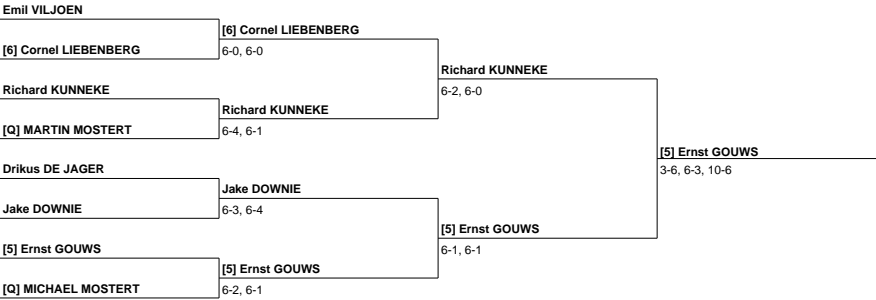 Emil VILJOEN
[6] Cornel LIEBENBERG
[6] Cornel LIEBENBERG
6-0, 6-0
Richard KUNNEKE
6-2, 6-0
Richard KUNNEKE
Richard KUNNEKE
[Q] MARTIN MOSTERT
6-4, 6-1
[5] Ernst GOUWS
3-6, 6-3, 10-6
Drikus DE JAGER
Jake DOWNIE
Jake DOWNIE
6-3, 6-4
[5] Ernst GOUWS
[5] Ernst GOUWS
6-1, 6-1
[5] Ernst GOUWS
[Q] MICHAEL MOSTERT
6-2, 6-1